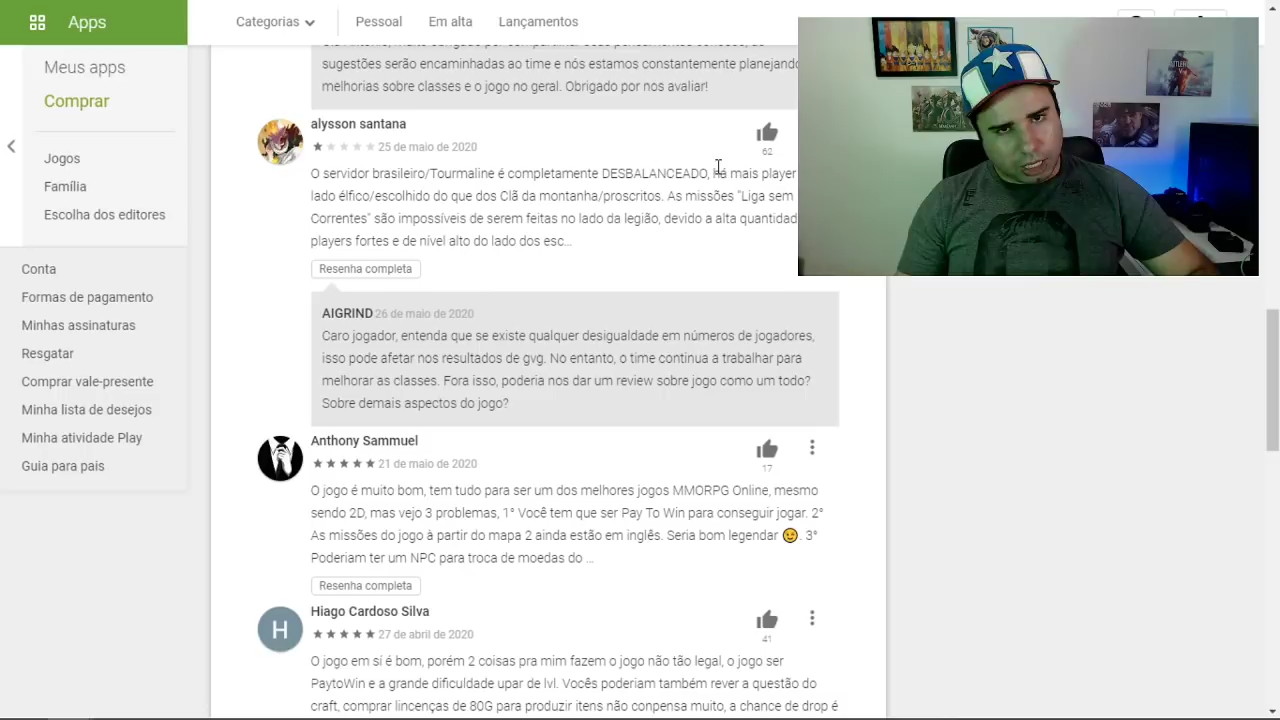 Apps
Categorias
Pessoal
Em alta
Lançamentos
Meus apps
Comprar
Jogos
Família
Escolha dos editores
Conta
Formas de pagamento
Minhas assinaturas
Resgatar
Comprar vale-presente
Minha lista de desejos
Minha atividade Play
Guia para pais
sugestões serão encaminhadas ao time e nós estamos constantemente planejando
melhorias sobre classes e o jogo no geral. Obrigado por nos avaliar!
alysson santana
25 de maio de 2020
62
O servidor brasileiro/Tourmaline é completamente DESBALANCEADO, há mais player
lado élfico/escolhido do que dos Clã da montanha/proscritos. As missões "Liga sem
Correntes" são impossíveis de serem feitas no lado da legião, devido a alta quantidad
players fortes e de nível alto do lado dos esc...
Resenha completa
AIGRIND 26 de maio de 2020
Caro jogador, entenda que se existe qualquer desigualdade em números de jogadores,
isso pode afetar nos resultados de gvg. No entanto, o time continua a trabalhar para
melhorar as classes. Fora isso, poderia nos dar um review sobre jogo como um todo?
Sobre demais aspectos do jogo?
Anthony Sammuel
21 de maio de 2020
17
O jogo é muito bom, tem tudo para ser um dos melhores jogos MMORPG Online, mesmo
sendo 2D, mas vejo 3 problemas, 1° Você tem que ser Pay To Win para conseguir jogar. 2°
As missões do jogo à partir do mapa 2 ainda estão em inglês. Seria bom legendar 😉. 3°
Poderiam ter um NPC para troca de moedas do ...
Resenha completa
H
Hiago Cardoso Silva
27 de abril de 2020
41
O jogo em sí é bom, porém 2 coisas pra mim fazem o jogo não tão legal, o jogo ser
PaytoWin e a grande dificuldade upar de lvl. Vocês poderiam também rever a questão do
craft, comprar lincenças de 80G para produzir itens não conpensa muito, a chance de drop é